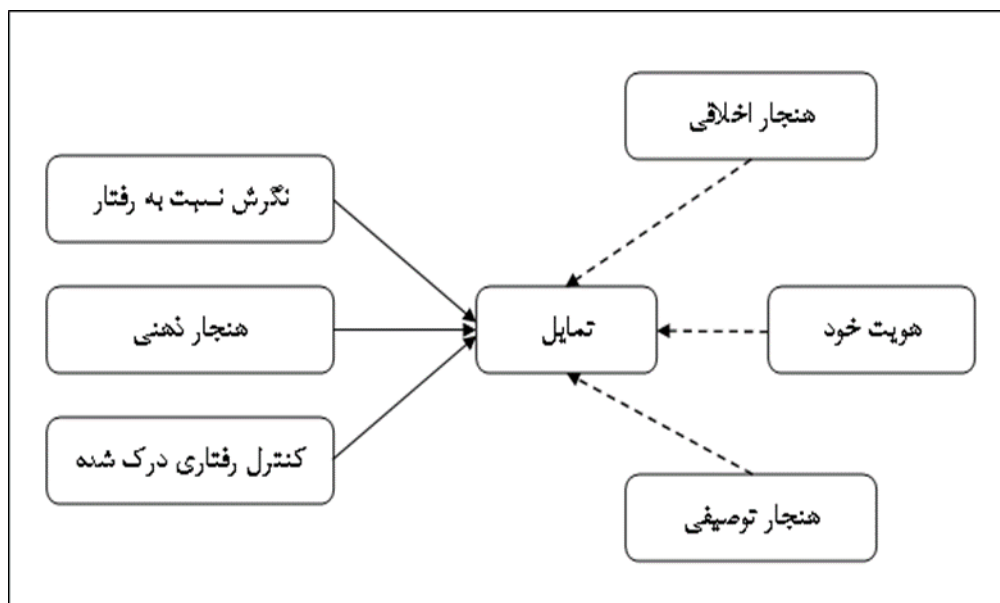 هنجار اخلاقی
نگرش نسبت به رفتار
هنجار ذهنی
تمایل
هویت خود
کنترل رفتاری درک شده
هنجار توصیفی